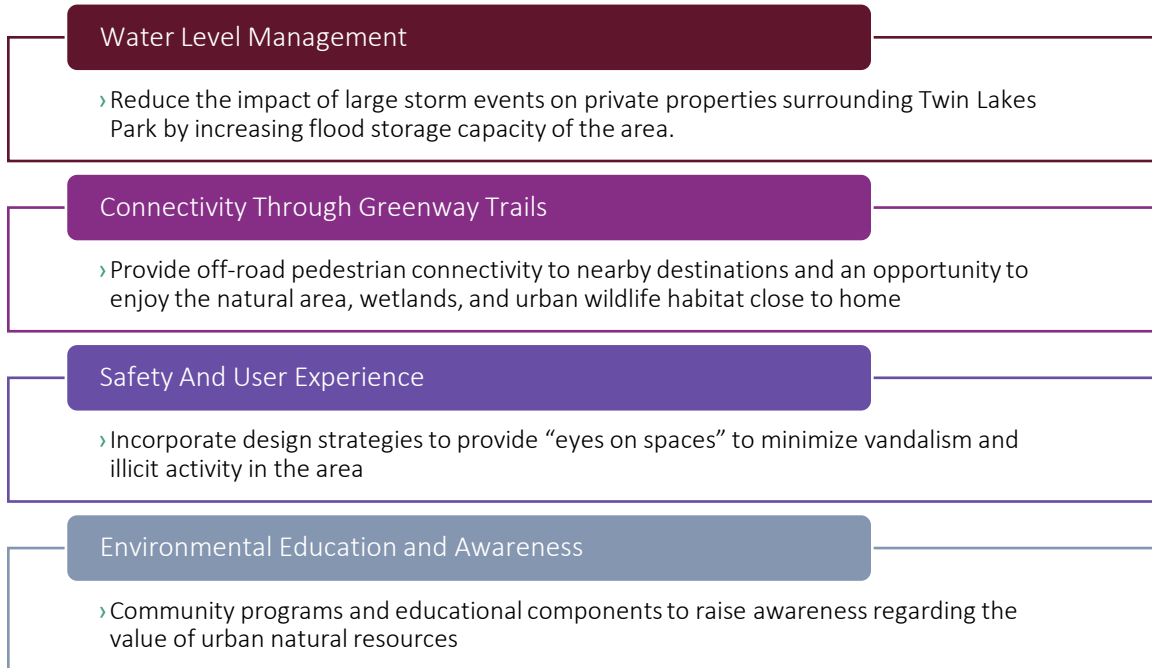 Water Level Management
› Reduce the impact of large storm events on private properties surrounding Twin Lakes
Park by increasing flood storage capacity of the area.
Connectivity Through Greenway Trails
› Provide off-road pedestrian connectivity to nearby destinations and an opportunity to
enjoy the natural area, wetlands, and urban wildlife habitat close to home
Safety And User Experience
› Incorporate design strategies to provide “eyes on spaces” to minimize vandalism and
illicit activity in the area
Environmental Education and Awareness
› Community programs and educational components to raise awareness regarding the
value of urban natural resources